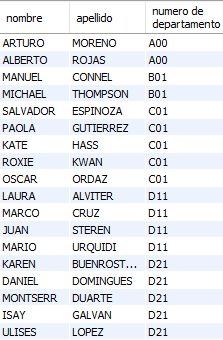 nombre apellido numero de departamento
ARTURO MORENO A00
ALBERTO ROJAS A00
MANUEL CONNEL B01
MICHAEL THOMPSON B01
SALVADOR ESPINOZA C01
PAOLA GUTIERREZ C01
KATE HASS C01
ROXIE KWAN C01
OSCAR ORDAZ C01
LAURA ALVITER D11
MARCO CRUZ D11
JUAN STEREN D11
MARIO URQUIDI D11
KAREN BUENROST... D21
DANIEL DOMINGUES D21
MONTSERR DUARTE D21
ISAY GALVAN D21
ULISES LOPEZ D21